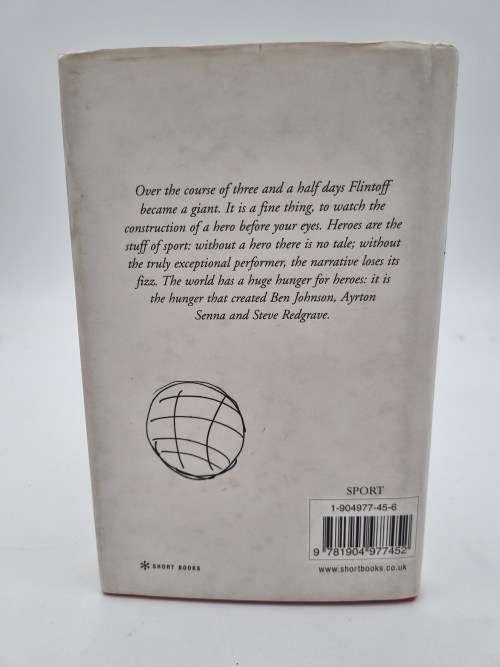 Over the course of three and a half days Flintoff
became a giant. It is a fine thing, to watch the
construction of a hero before your eyes. Heroes are the
stuff of sport: without a hero there is no tale; without
the truly exceptional performer, the narrative loses its
fizz. The world has a huge hunger for heroes: it is
the hunger that created Ben Johnson, Ayrton
Senna and Steve Redgrave.
SPORT
1-904977-45-6
9 781904 977452
SHORT BOOKS
www.shortbooks.co.uk